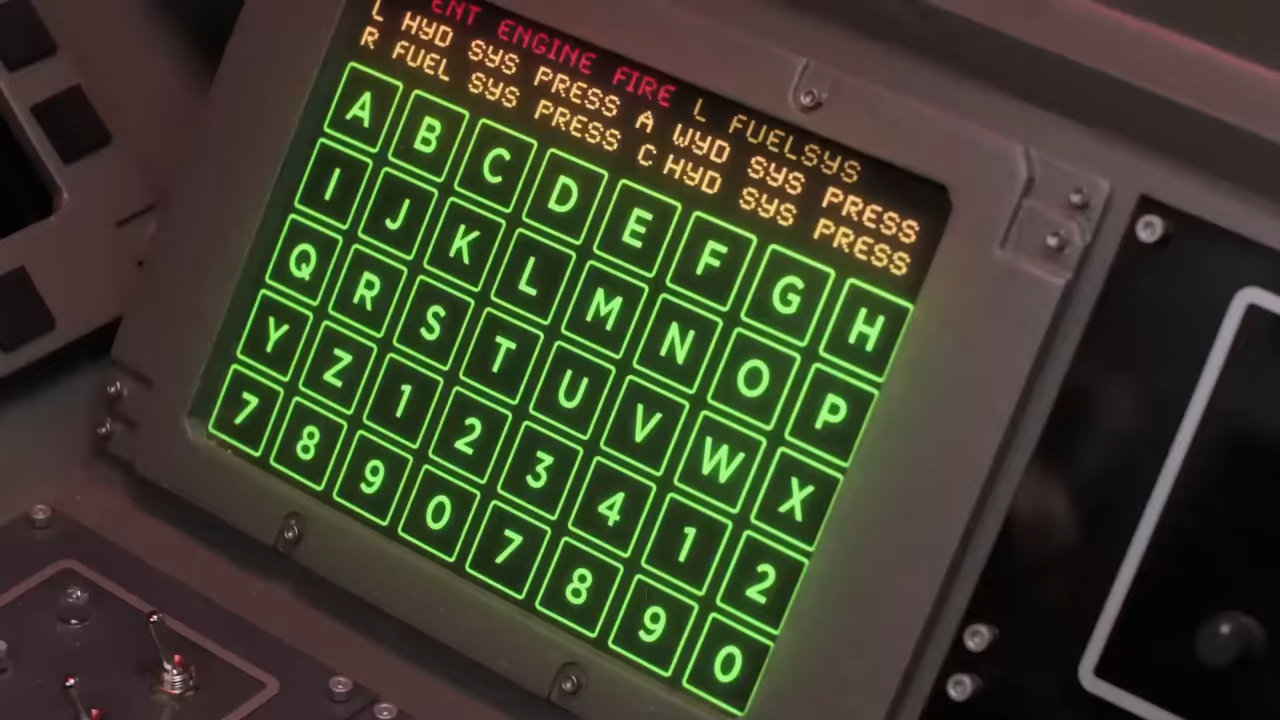 ENT ENGINE FIRE L FUELSYS
L HYD SYS PRESS A WYD SYS PRESS
R FUEL SYS PRESS C HYD SYS PRESS
A B C D E F G H
I J K L M N O P
Q R S T U V W X
Y Z 1 2 3 4 1 2
7 8 9 0 7 8 9 0